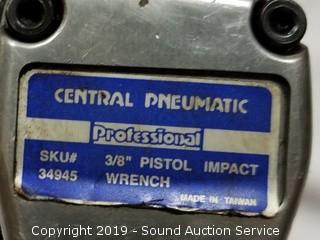 CENTRAL PNEUMATIC
Professional
SKU# 3/8" PISTOL IMPACT
34945 WRENCH
MADE IN TAIWAN
Copyright 2019 - Sound Auction Service